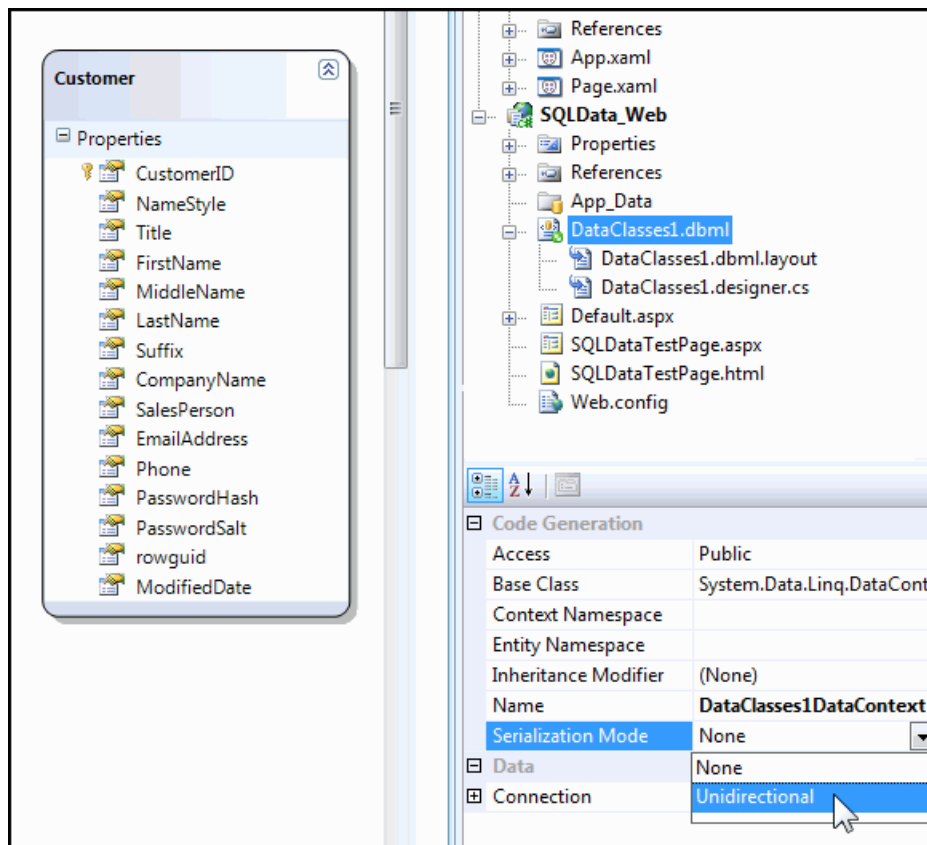 Customer
Properties
CustomerID
NameStyle
Title
FirstName
MiddleName
LastName
Suffix
CompanyName
SalesPerson
EmailAddress
Phone
PasswordHash
PasswordSalt
rowguid
ModifiedDate
References
App.xaml
Page.xaml
SQLData_Web
Properties
References
App_Data
DataClasses1.dbml
DataClasses1.dbml.layout
DataClasses1.designer.cs
Default.aspx
SQLDataTestPage.aspx
SQLDataTestPage.html
Web.config
Code Generation
Access Public
Base Class System.Data.Linq.DataCont
Context Namespace
Entity Namespace
Inheritance Modifier (None)
Name DataClasses1DataContext
Serialization Mode None
Data None
Connection Unidirectional